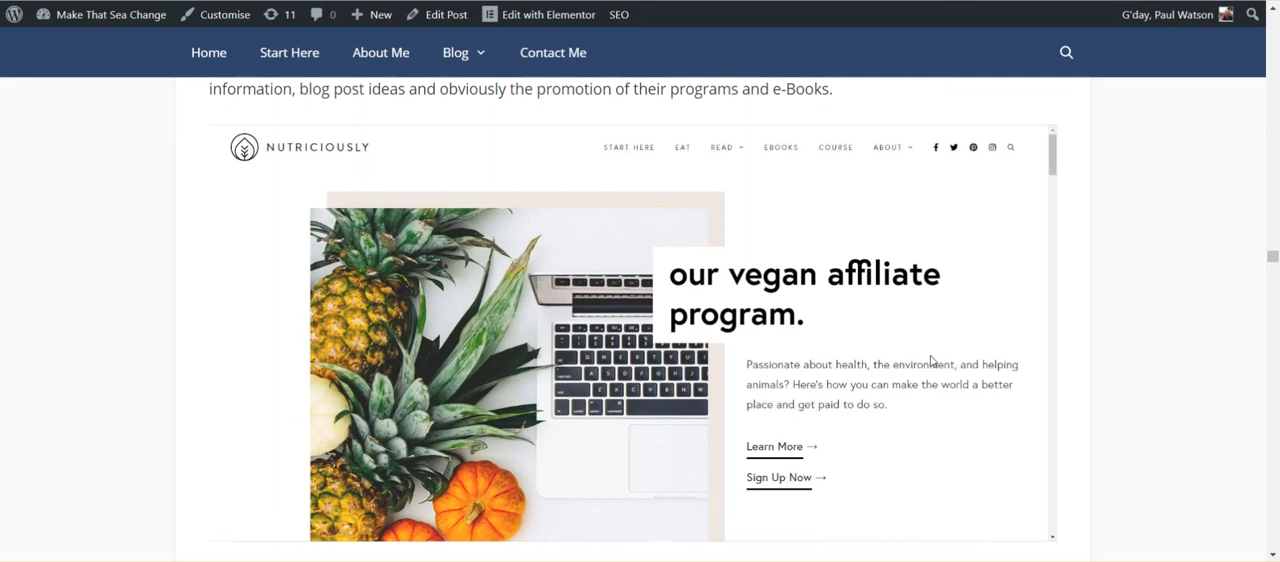 Make That Sea Change Customise 11 0 New Edit Post Edit with Elementor SEO G'day, Paul Watson
Home Start Here About Me Blog Contact Me
information, blog post ideas and obviously the promotion of their programs and e-Books.
NUTRICIOUSLY START HERE EAT READ EBOOKS COURSE ABOUT
our vegan affiliate
program.
Passionate about health, the environment, and helping
animals? Here's how you can make the world a better
place and get paid to do so.
Learn More →
Sign Up Now →